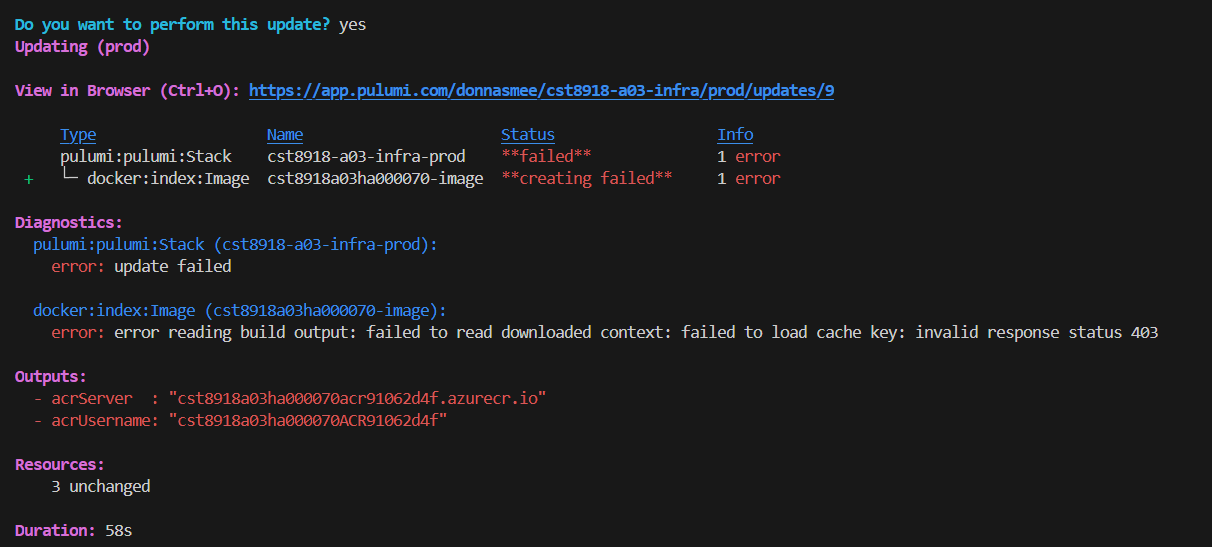 Do you want to perform this update? yes
Updating (prod)
View in Browser (Ctrl+O): https://app.pulumi.com/donnasmee/cst8918-a03-infra/prod/updates/9
Type Name Status Info
pulumi:pulumi:Stack cst8918-a03-infra-prod **failed** 1 error
+ └─ docker:index:Image cst8918a03ha000070-image **creating failed** 1 error
Diagnostics:
pulumi:pulumi:Stack (cst8918-a03-infra-prod):
error: update failed
docker:index:Image (cst8918a03ha000070-image):
error: error reading build output: failed to read downloaded context: failed to load cache key: invalid response status 403
Outputs:
- acrServer : "cst8918a03ha000070acr91062d4f.azurecr.io"
- acrUsername: "cst8918a03ha000070ACR91062d4f"
Resources:
3 unchanged
Duration: 58s